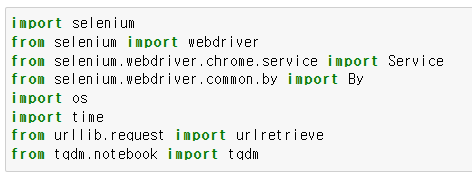 import selenium
from selenium import webdriver
from selenium.webdriver.chrome.service import Service
from selenium.webdriver.common.by import By
import os
import time
from urllib.request import urlretrieve
from tqdm.notebook import tqdm